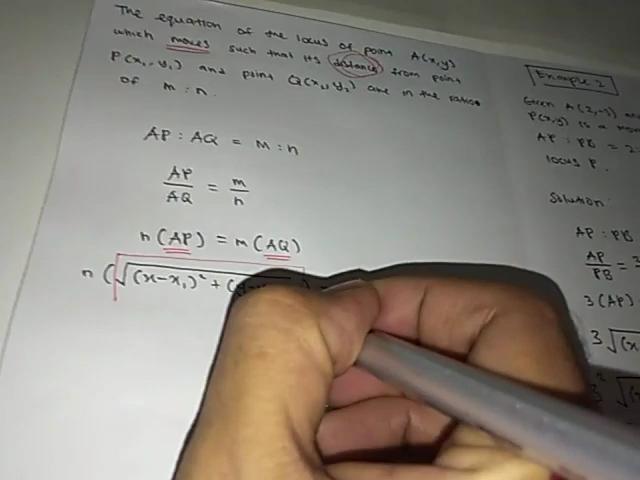 The equation of the locus of point A(x,y)
which moves such that its distance from point
P(x₁,y₁) and point Q(x₂,y₂) are in the ratio
of m : n.
AP : AQ = m : n
AP/AQ = m/n
n(AP) = m(AQ)
n(√(x-x₁)² + (
Example 2
Given A(2,-3)
P(x,y) is a
AP : PB = 2:
locus P.
Solution:
AP : PB
AP/PB =
3(AP)
3√(x
3²